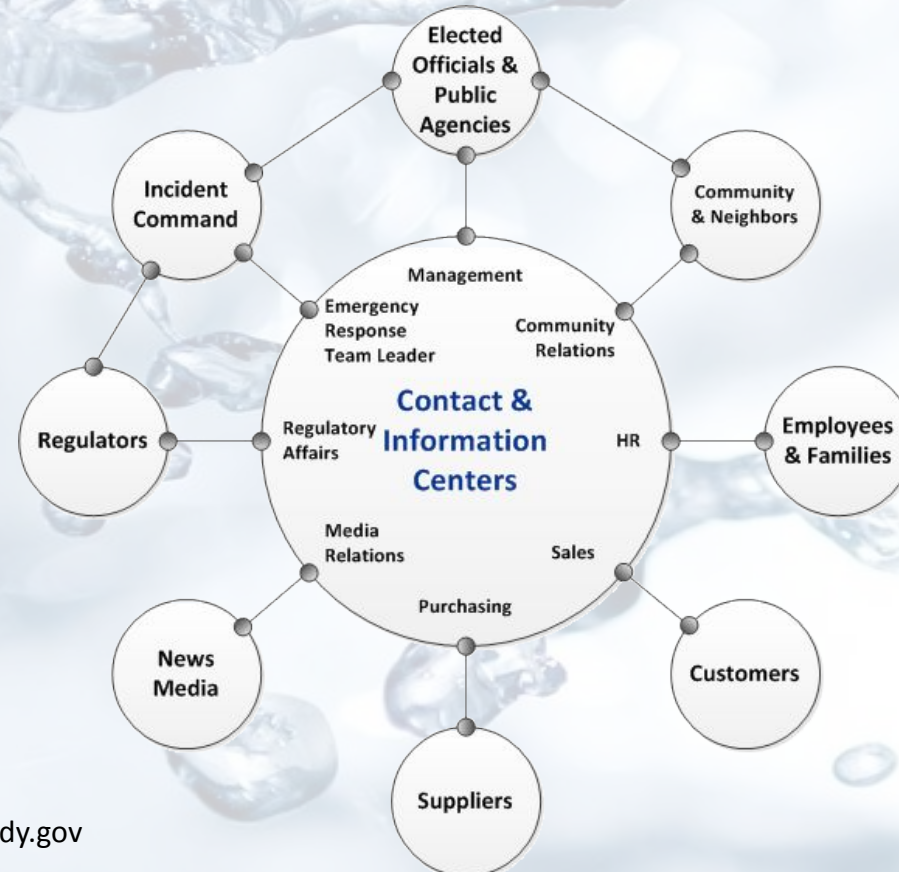 Elected
Officials &
Public
Agencies
Incident
Command
Community
& Neighbors
Management
Emergency
Response
Team Leader
Community
Relations
Contact &
Information
Centers
Regulators
Regulatory
Affairs
HR
Employees
& Families
Media
Relations
Sales
Purchasing
News
Media
Customers
Suppliers
dy.gov